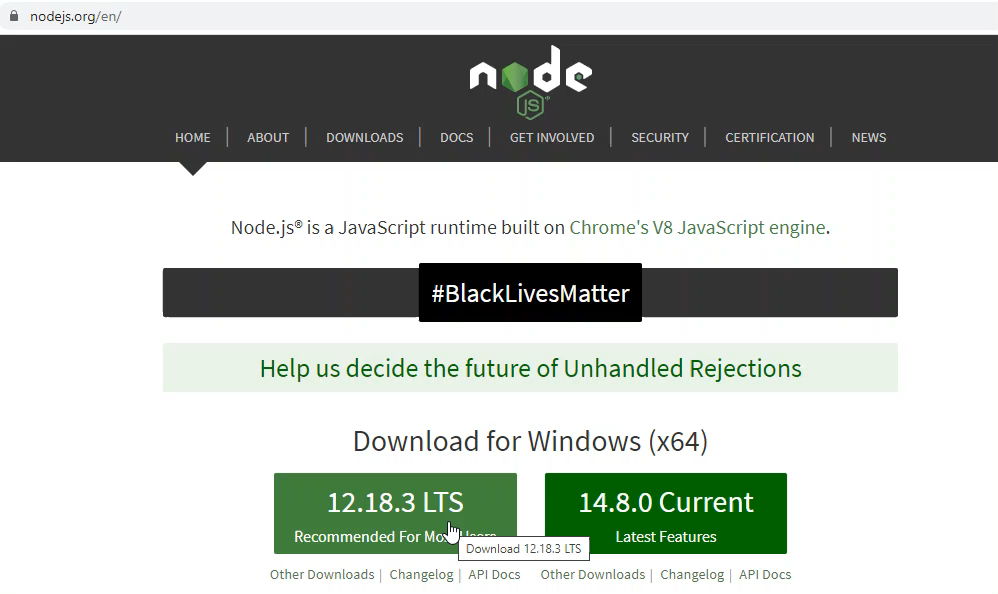 nodejs.org/en/
node
JS
HOME | ABOUT | DOWNLOADS | DOCS | GET INVOLVED | SECURITY | CERTIFICATION | NEWS
Node.js® is a JavaScript runtime built on Chrome's V8 JavaScript engine.
#BlackLivesMatter
Help us decide the future of Unhandled Rejections
Download for Windows (x64)
12.18.3 LTS
Recommended For Most Users
14.8.0 Current
Latest Features
Download 12.18.3 LTS
Other Downloads | Changelog | API Docs
Other Downloads | Changelog | API Docs